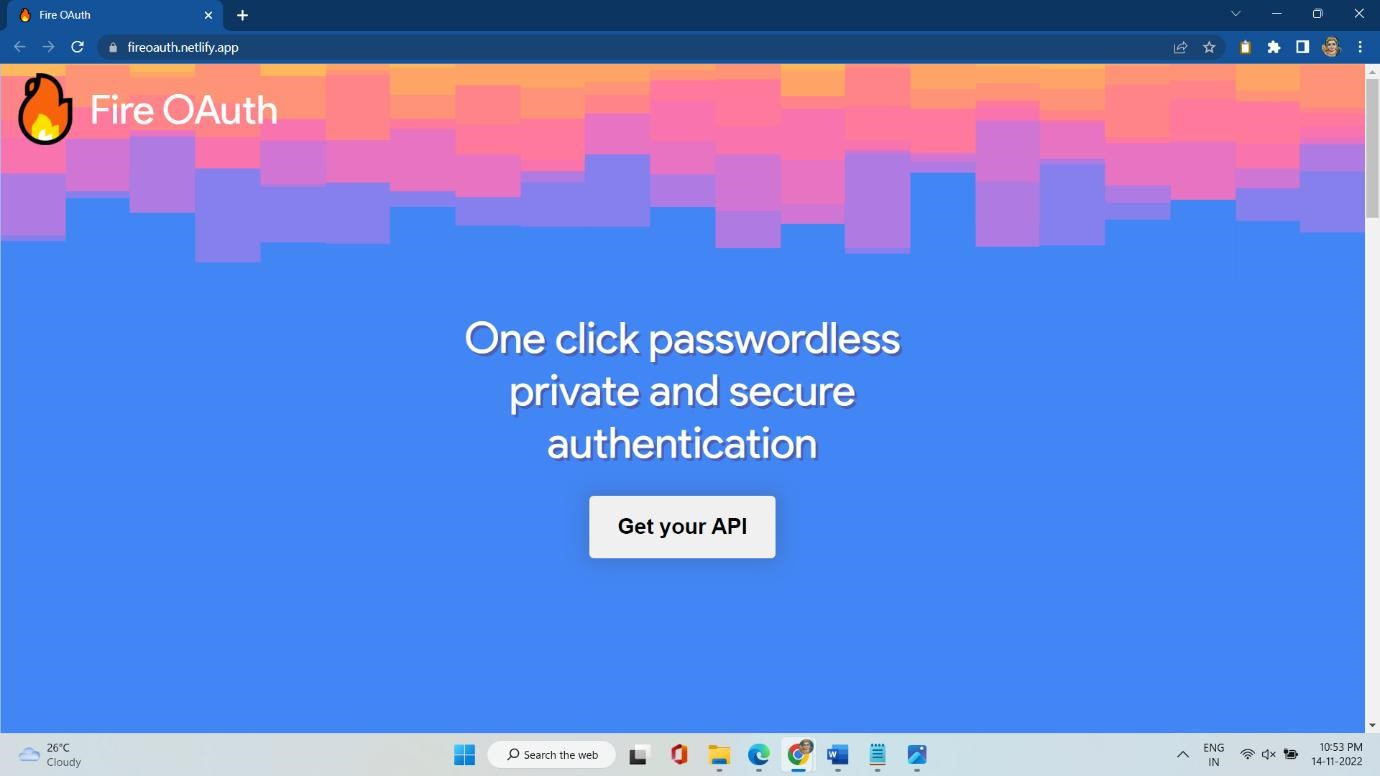 Fire OAuth
fireoauth.netlify.app
Fire OAuth
One click passwordless
private and secure
authentication
Get your API
26°C
Cloudy
Search the web
ENG
IN
10:53 PM
14-11-2022